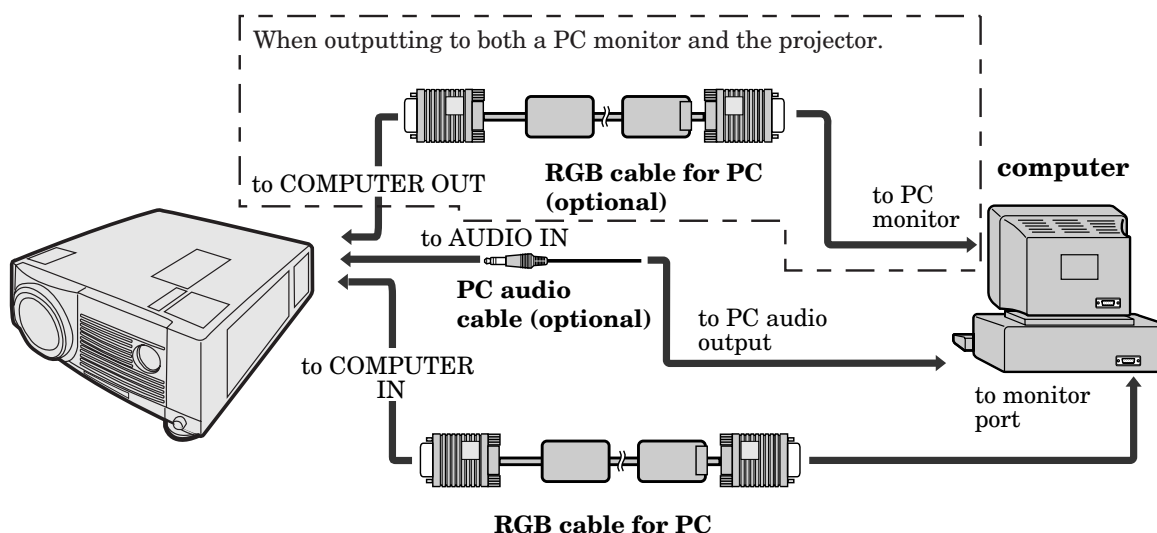 When outputting to both a PC monitor and the projector.
RGB cable for PC
(optional)
computer
to COMPUTER OUT
to PC
monitor
to AUDIO IN
PC audio
cable (optional)
to PC audio
output
to COMPUTER
IN
to monitor
port
RGB cable for PC